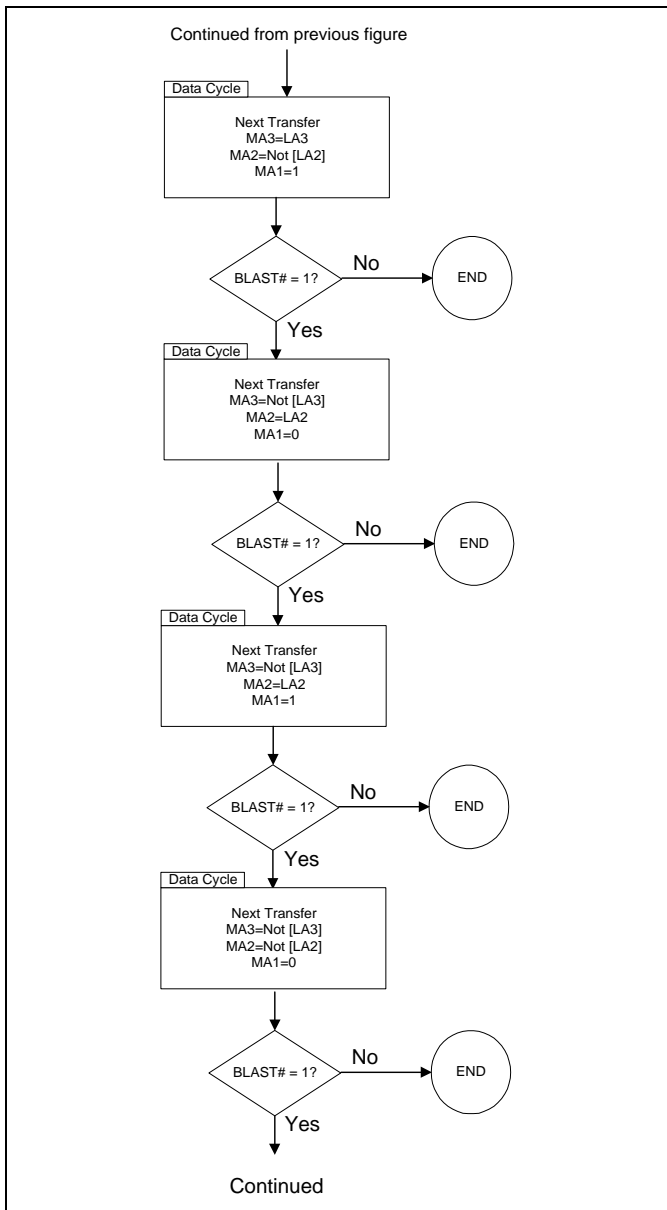 Continued from previous figure
Data Cycle
Next Transfer
MA3=LA3
MA2=Not [LA2]
MA1=1
BLAST# = 1?
No
END
Yes
Data Cycle
Next Transfer
MA3=Not [LA3]
MA2=LA2
MA1=0
BLAST# = 1?
No
END
Yes
Data Cycle
Next Transfer
MA3=Not [LA3]
MA2=LA2
MA1=1
BLAST# = 1?
No
END
Yes
Data Cycle
Next Transfer
MA3=Not [LA3]
MA2=Not [LA2]
MA1=0
BLAST# = 1?
No
END
Yes
Continued